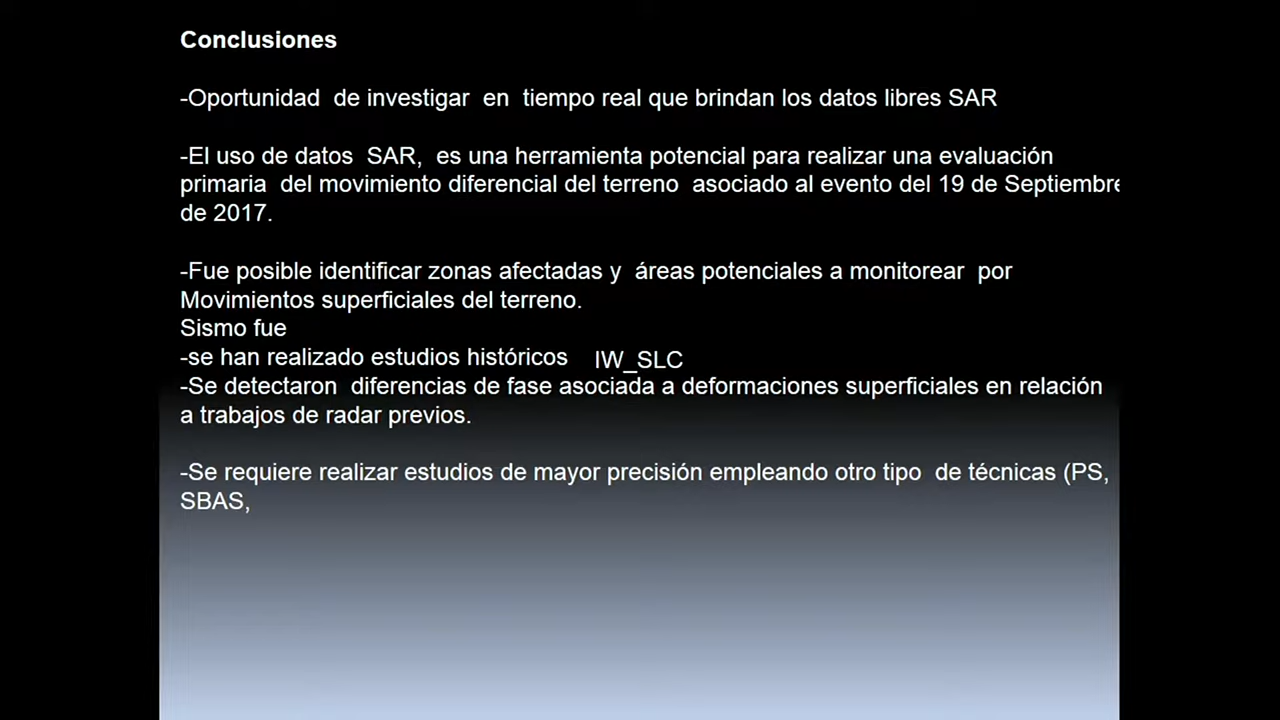 Conclusiones
-Oportunidad de investigar en tiempo real que brindan los datos libres SAR
-El uso de datos SAR, es una herramienta potencial para realizar una evaluación
primaria del movimiento diferencial del terreno asociado al evento del 19 de Septiembre
de 2017.
-Fue posible identificar zonas afectadas y áreas potenciales a monitorear por
Movimientos superficiales del terreno.
Sismo fue
-se han realizado estudios históricos IW_SLC
-Se detectaron diferencias de fase asociada a deformaciones superficiales en relación
a trabajos de radar previos.
-Se requiere realizar estudios de mayor precisión empleando otro tipo de técnicas (PS,
SBAS,